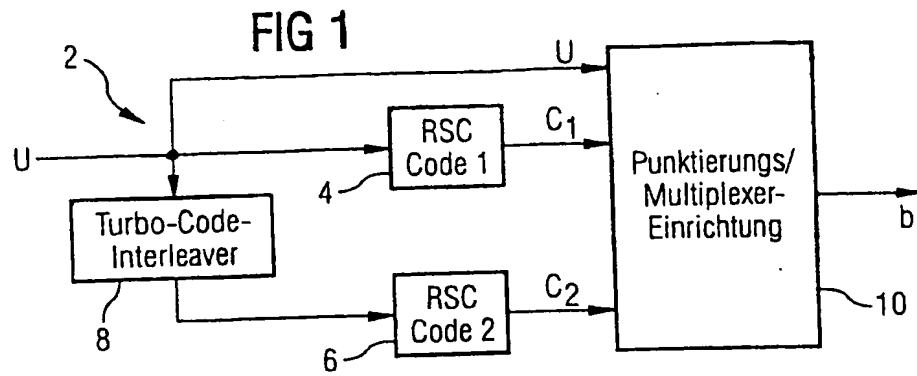 FIG 1
2
U
U
RSC
Code 1
4
C1
Turbo-Code-
Interleaver
8
RSC
Code 2
6
C2
Punktierungs/
Multiplexer-
Einrichtung
b
10